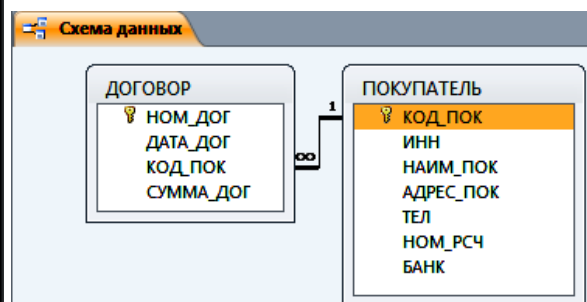 Схема данных
ДОГОВОР
НОМ_ДОГ
ДАТА_ДОГ
КОД_ПОК
СУММА_ДОГ
∞
1
ПОКУПАТЕЛЬ
КОД_ПОК
ИНН
НАИМ_ПОК
АДРЕС_ПОК
ТЕЛ
НОМ_РСЧ
БАНК